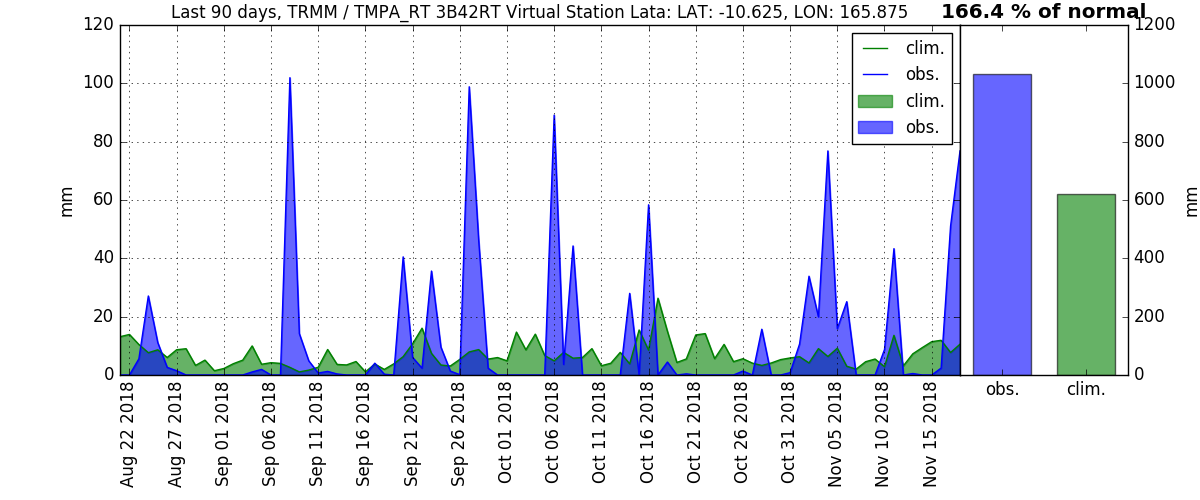 Last 90 days, TRMM / TMPA_RT 3B42RT Virtual Station Lata: LAT: -10.625, LON: 165.875
166.4 % of normal
120
100
80
60
40
20
0
mm
clim.
obs.
clim.
obs.
1200
1000
800
600
400
200
0
mm
Aug 22 2018
Aug 27 2018
Sep 01 2018
Sep 06 2018
Sep 11 2018
Sep 16 2018
Sep 21 2018
Sep 26 2018
Oct 01 2018
Oct 06 2018
Oct 11 2018
Oct 16 2018
Oct 21 2018
Oct 26 2018
Oct 31 2018
Nov 05 2018
Nov 10 2018
Nov 15 2018
obs.
clim.